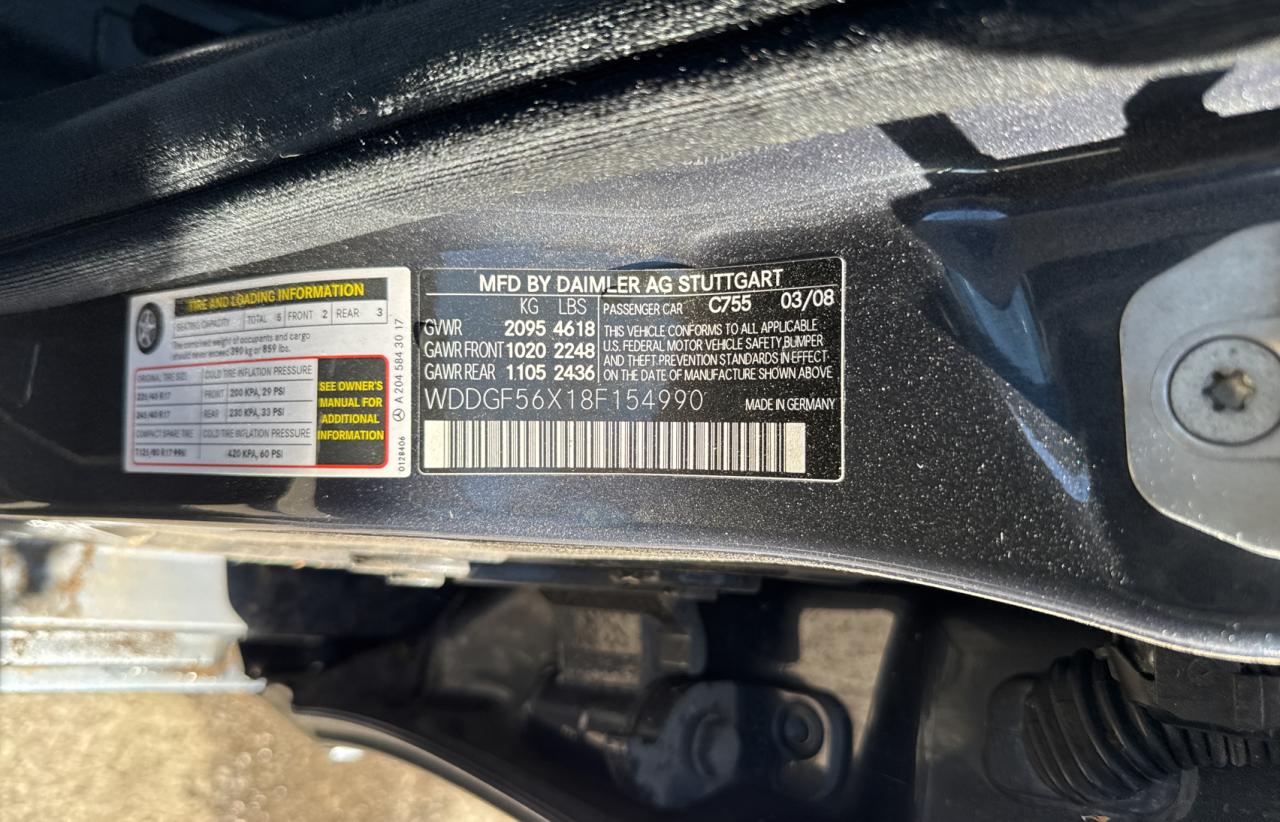 TIRE AND LOADING INFORMATION
SEATING CAPACITY TOTAL 5 FRONT 2 REAR 3
The combined weight of occupants and cargo
should never exceed 390 kg or 859 lbs.
ORIGINAL TIRE SIZE COLD TIRE INFLATION PRESSURE
225/45 R17 FRONT 200 KPA, 29 PSI
245/40 R17 REAR 230 KPA, 33 PSI
COMPACT SPARE TIRE COLD TIRE INFLATION PRESSURE
T125/80 R17 99M 420 KPA, 60 PSI
SEE OWNER'S
MANUAL FOR
ADDITIONAL
INFORMATION
0128406 A 204 584 30 17
MFD BY DAIMLER AG STUTTGART
KG LBS PASSENGER CAR C755 03/08
GVWR 2095 4618
GAWR FRONT 1020 2248
GAWR REAR 1105 2436
THIS VEHICLE CONFORMS TO ALL APPLICABLE
U.S. FEDERAL MOTOR VEHICLE SAFETY, BUMPER
AND THEFT PREVENTION STANDARDS IN EFFECT
ON THE DATE OF MANUFACTURE SHOWN ABOVE
WDDGF56X18F154990 MADE IN GERMANY